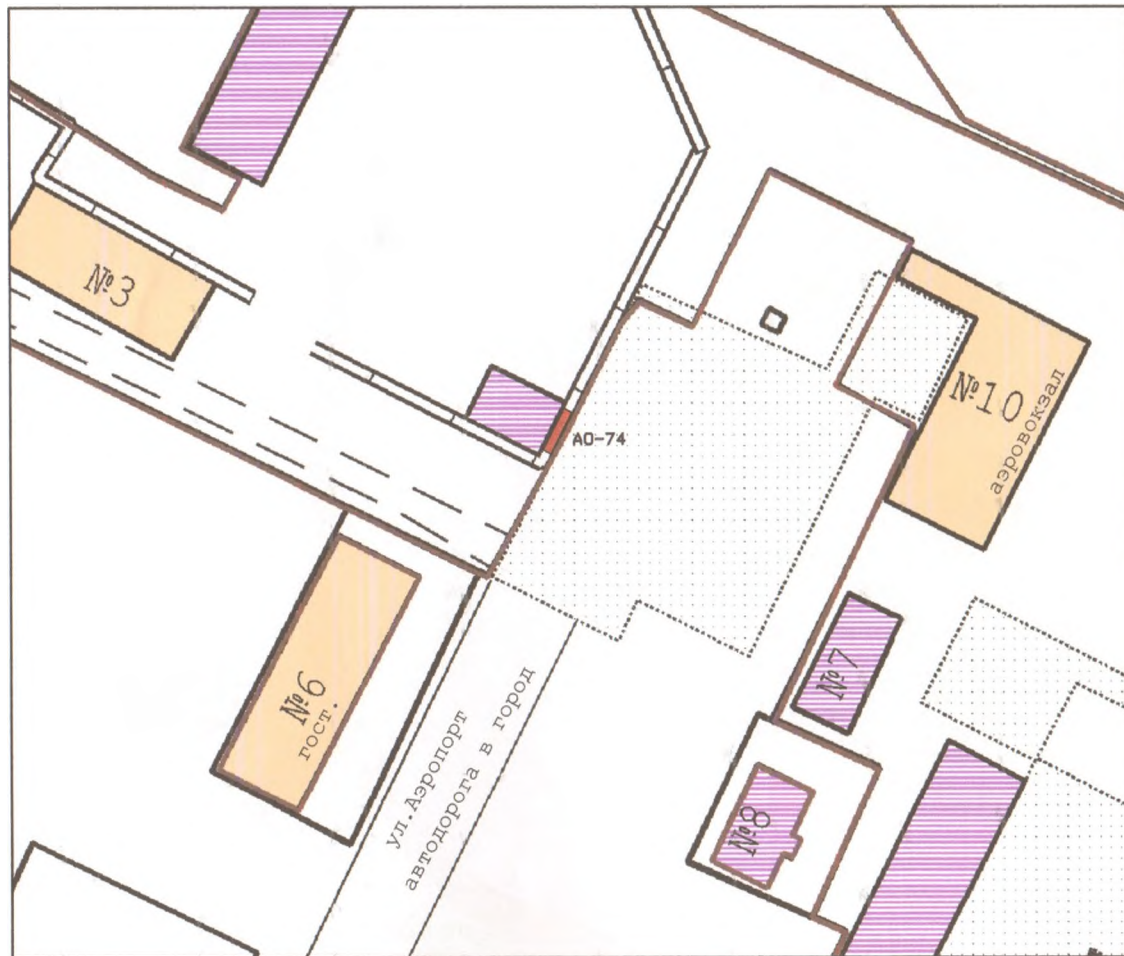 №3
АО-74
№10
аэровокзал
№6
гост.
№7
ул.Аэропорт
автодорога в город
№8